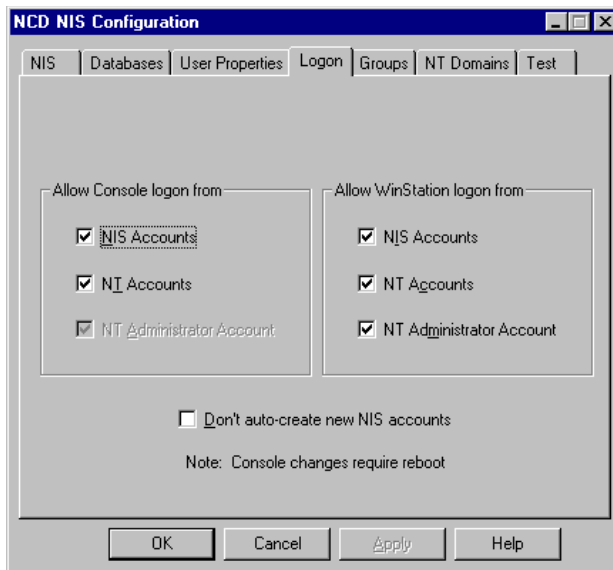 NCD NIS Configuration
NIS Databases User Properties Logon Groups NT Domains Test
Allow Console logon from Allow WinStation logon from
NIS Accounts NIS Accounts
NT Accounts NT Accounts
NT Administrator Account NT Administrator Account
Don't auto-create new NIS accounts
Note: Console changes require reboot
OK Cancel Apply Help